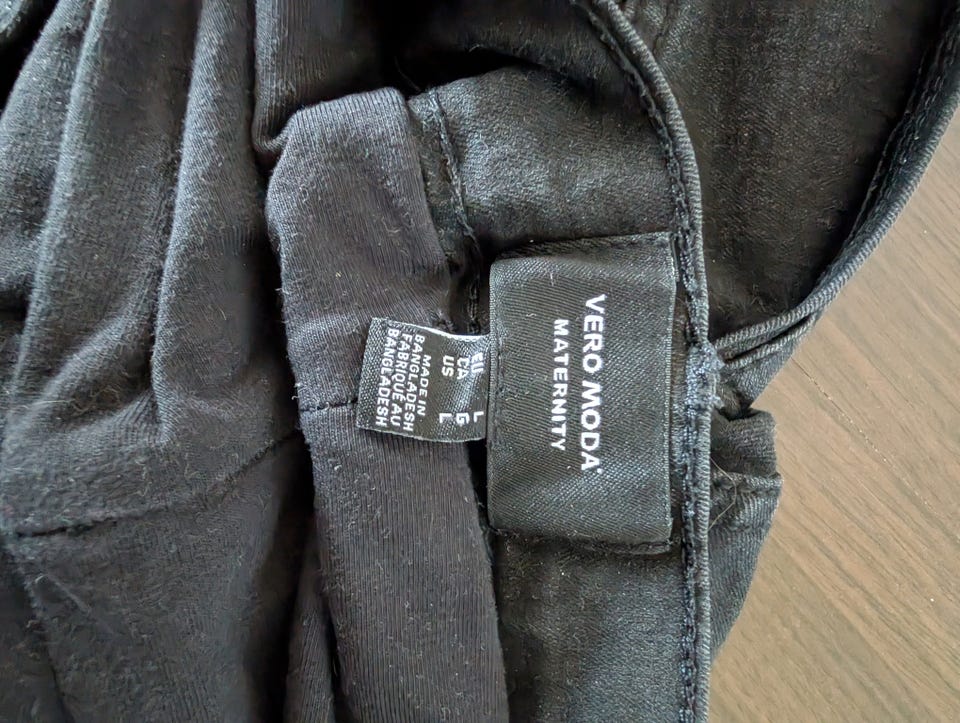 VERO MODA
MATERNITY
EU L
CA G
US L
MADE IN
BANGLADESH
FABRIQUÉ AU
BANGLADESH